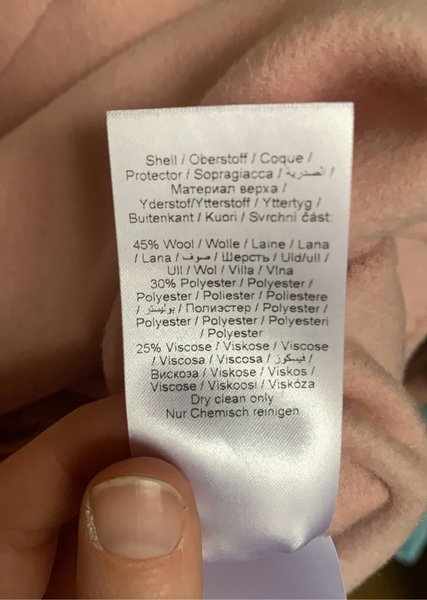 Shell / Oberstoff / Coque /
Protector / Sopragiacca / الصدرية /
Материал верха /
Yderstof/Ytterstoff / Yttertyg /
Buitenkant / Kuori / Svrchní část:
45% Wool / Wolle / Laine / Lana
/ Lana / صوف / Шерсть / Uld/ull /
Ull / Wol / Villa / Vlna
30% Polyester / Polyester /
Polyester / Poliester / Poliestere
/ بوليستر / Полиэстер / Polyester /
Polyester / Polyester / Polyesteri
/ Polyester
25% Viscose / Viskose / Viscose
/ Viscosa / Viscosa / فيسكوز /
Вискоза / Viskose / Viskos /
Viscose / Viskoosi / Viskóza
Dry clean only
Nur Chemisch reinigen